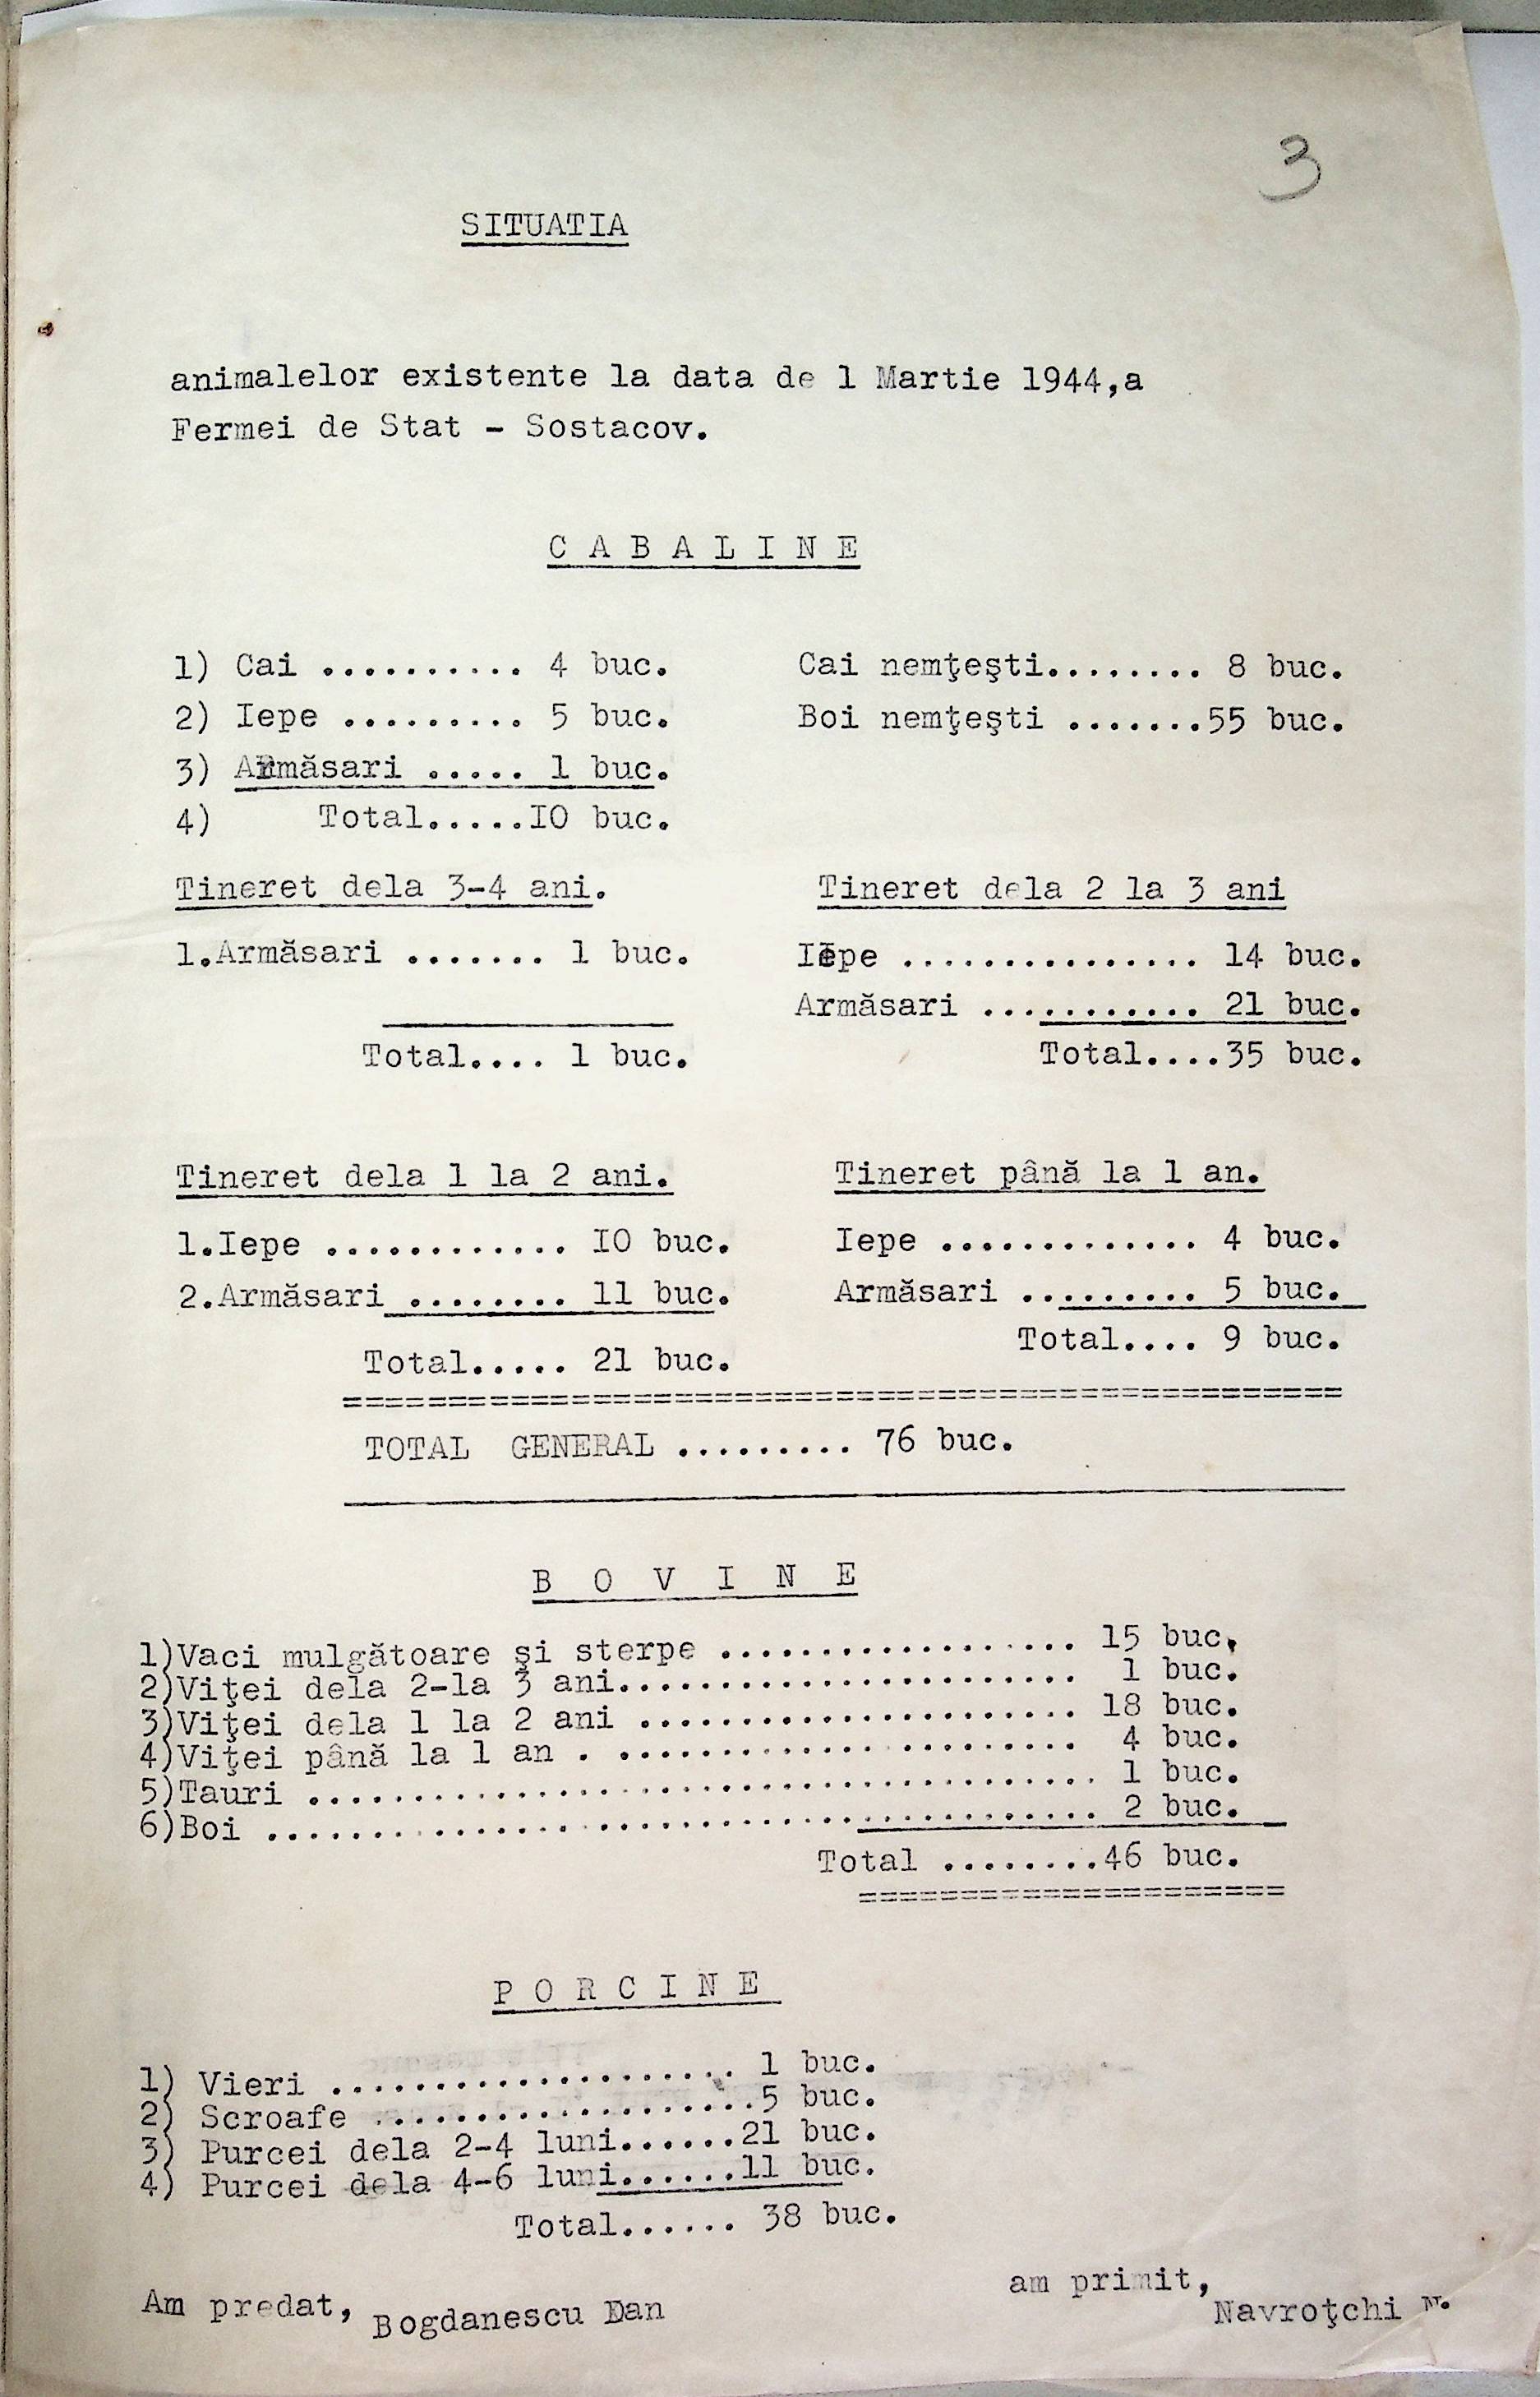 3
SITUATIA
animalelor existente la data de 1 Martie 1944,a
Fermei de Stat - Sostacov.
C A B A L I N E
1) Cai .......... 4 buc. Cai nemţeşti........ 8 buc.
2) Iepe ......... 5 buc. Boi nemţeşti .......55 buc.
3) Armăsari ..... 1 buc.
4) Total.....IO buc.
Tineret dela 3-4 ani. Tineret dela 2 la 3 ani
1.Armăsari ....... 1 buc. Iepe ............... 14 buc.
Armăsari ........... 21 buc.
Total.... 1 buc. Total....35 buc.
Tineret dela 1 la 2 ani. Tineret până la 1 an.
1.Iepe ............ IO buc. Iepe ............. 4 buc.
2.Armăsari ........ 11 buc. Armăsari ......... 5 buc.
Total..... 21 buc. Total.... 9 buc.
================================================
TOTAL GENERAL ......... 76 buc.
B O V I N E
1)Vaci mulgătoare şi sterpe ................. 15 buc.
2)Viţei dela 2-la 3 ani...................... 1 buc.
3)Viţei dela 1 la 2 ani ..................... 18 buc.
4)Viţei până la 1 an . ...................... 4 buc.
5)Tauri ...................................... 1 buc.
6)Boi ........................................ 2 buc.
Total ........46 buc.
=====================
P O R C I N E
1) Vieri .................... 1 buc.
2) Scroafe ...................5 buc.
3) Purcei dela 2-4 luni......21 buc.
4) Purcei dela 4-6 luni.......11 buc.
Total...... 38 buc.
Am predat, Bogdanescu Dan am primit, Navroţchi N.